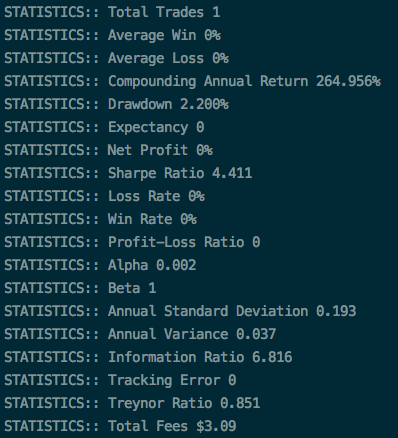 STATISTICS:: Total Trades 1
STATISTICS:: Average Win 0%
STATISTICS:: Average Loss 0%
STATISTICS:: Compounding Annual Return 264.956%
STATISTICS:: Drawdown 2.200%
STATISTICS:: Expectancy 0
STATISTICS:: Net Profit 0%
STATISTICS:: Sharpe Ratio 4.411
STATISTICS:: Loss Rate 0%
STATISTICS:: Win Rate 0%
STATISTICS:: Profit-Loss Ratio 0
STATISTICS:: Alpha 0.002
STATISTICS:: Beta 1
STATISTICS:: Annual Standard Deviation 0.193
STATISTICS:: Annual Variance 0.037
STATISTICS:: Information Ratio 6.816
STATISTICS:: Tracking Error 0
STATISTICS:: Treynor Ratio 0.851
STATISTICS:: Total Fees $3.09